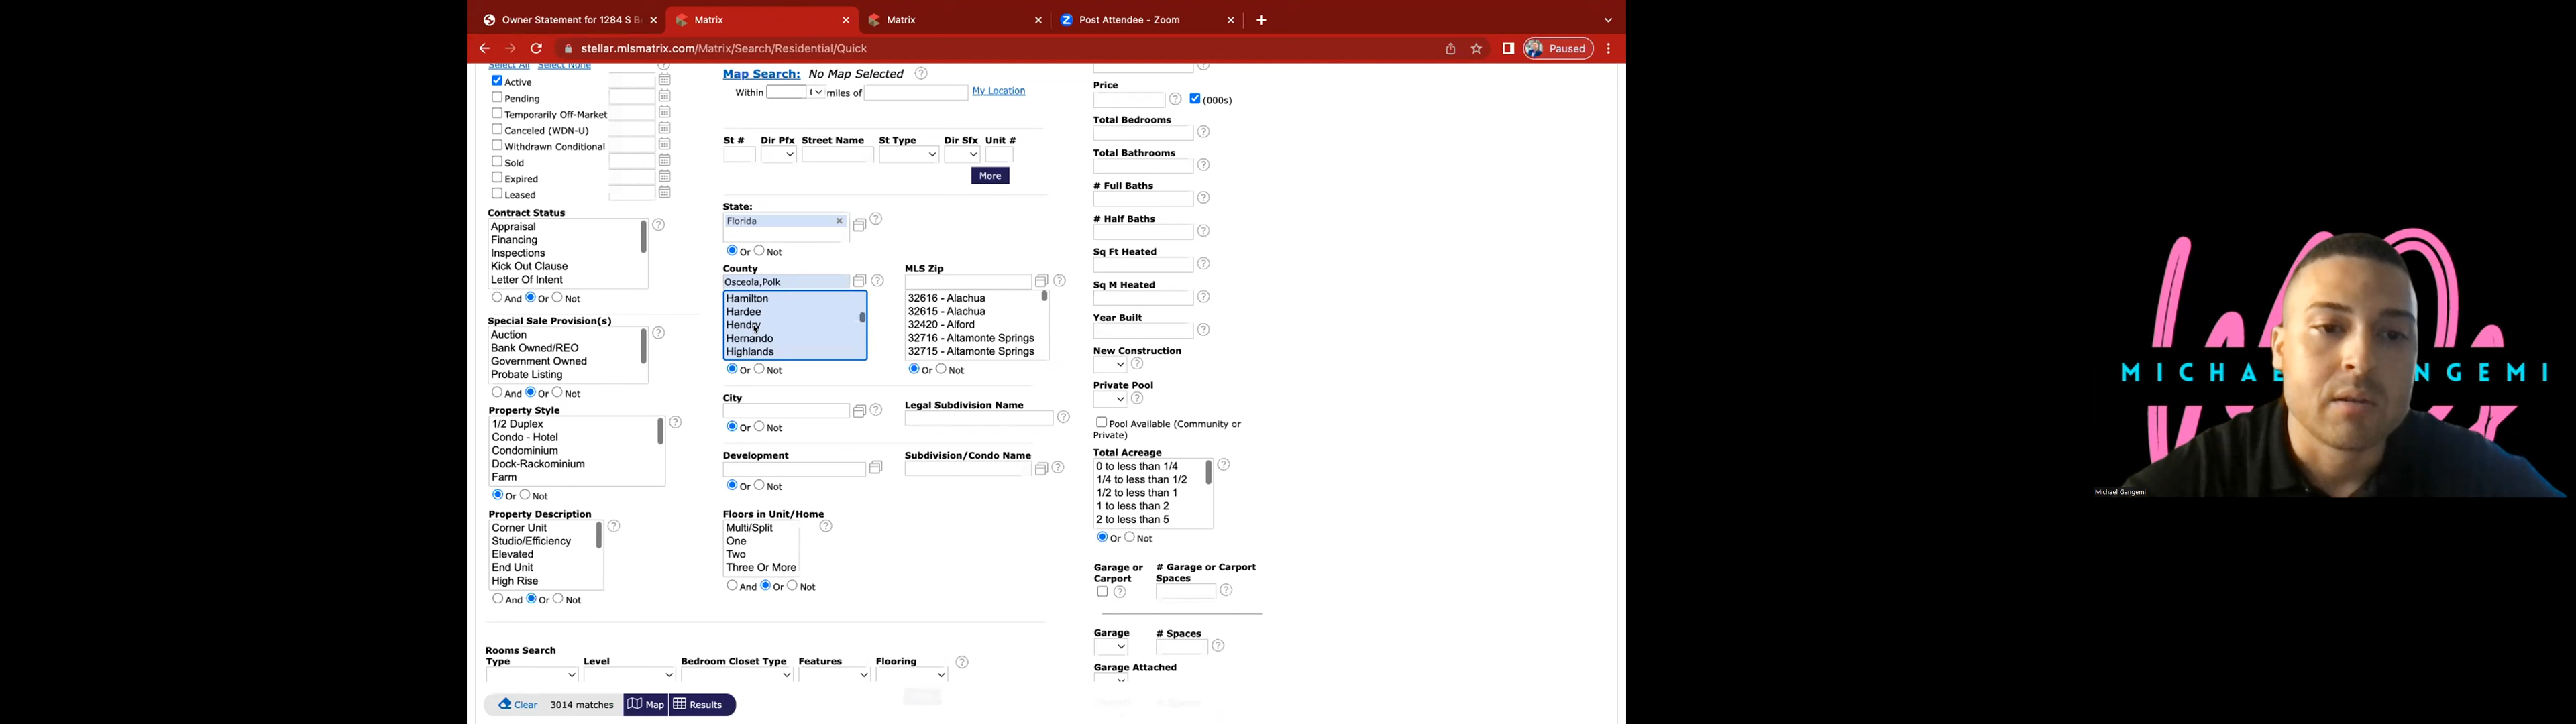 Owner Statement for 1284 S B
Matrix
Matrix
Post Attendee - Zoom
stellar.mlsmatrix.com/Matrix/Search/Residential/Quick
Paused
Select All Select None
Active
Pending
Temporarily Off-Market
Canceled (WDN-U)
Withdrawn Conditional
Sold
Expired
Leased
Contract Status
Appraisal
Financing
Inspections
Kick Out Clause
Letter Of Intent
And Or Not
Special Sale Provision(s)
Auction
Bank Owned/REO
Government Owned
Probate Listing
And Or Not
Property Style
1/2 Duplex
Condo - Hotel
Condominium
Dock-Rackominium
Farm
Or Not
Property Description
Corner Unit
Studio/Efficiency
Elevated
End Unit
High Rise
And Or Not
Map Search: No Map Selected
Within miles of My Location
St # Dir Pfx Street Name St Type Dir Sfx Unit #
More
State:
Florida
Or Not
County
Osceola,Polk
Hamilton
Hardee
Hendry
Hernando
Highlands
Or Not
MLS Zip
32616 - Alachua
32615 - Alachua
32420 - Alford
32716 - Altamonte Springs
32715 - Altamonte Springs
Or Not
City
Or Not
Legal Subdivision Name
Development
Or Not
Subdivision/Condo Name
Floors in Unit/Home
Multi/Split
One
Two
Three Or More
And Or Not
Rooms Search
Type Level Bedroom Closet Type Features Flooring
Price
(000s)
Total Bedrooms
Total Bathrooms
# Full Baths
# Half Baths
Sq Ft Heated
Sq M Heated
Year Built
New Construction
Private Pool
Pool Available (Community or
Private)
Total Acreage
0 to less than 1/4
1/4 to less than 1/2
1/2 to less than 1
1 to less than 2
2 to less than 5
Or Not
Garage or
Carport
# Garage or Carport
Spaces
Garage # Spaces
Garage Attached
Clear 3014 matches Map Results
MICHAE NGEMI
Michael Gangemi